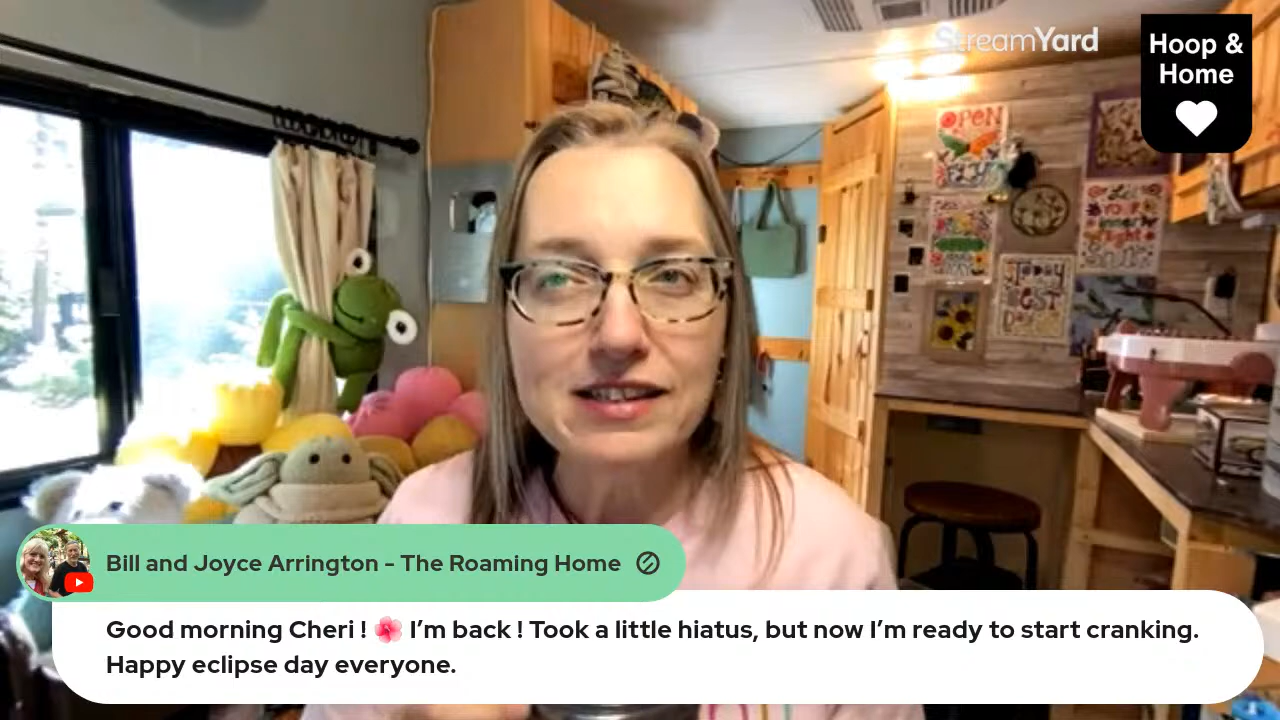 StreamYard
Hoop &
Home
OPEN
Today
BEST
Day
Bill and Joyce Arrington - The Roaming Home
Good morning Cheri ! 🌺 I’m back ! Took a little hiatus, but now I’m ready to start cranking.
Happy eclipse day everyone.